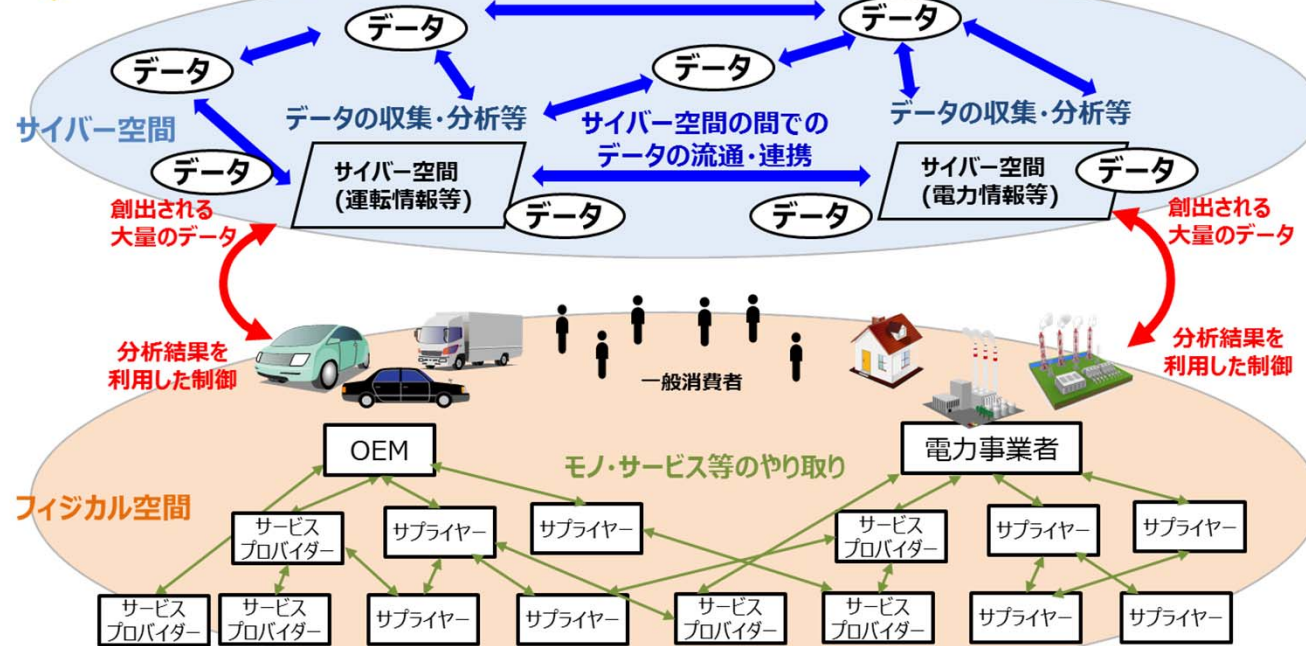 データ
データ
データ
データ
サイバー空間
データの収集・分析等
サイバー空間の間での
データの流通・連携
データの収集・分析等
データ
サイバー空間
(運転情報等)
データ
データ
サイバー空間
(電力情報等)
データ
創出される
大量のデータ
創出される
大量のデータ
分析結果を
利用した制御
一般消費者
分析結果を
利用した制御
OEM
モノ・サービス等のやり取り
電力事業者
フィジカル空間
サービス
プロバイダー
サプライヤー
サプライヤー
サービス
プロバイダー
サプライヤー
サプライヤー
サービス
プロバイダー
サービス
プロバイダー
サプライヤー
サプライヤー
サービス
プロバイダー
サービス
プロバイダー
サプライヤー
サプライヤー